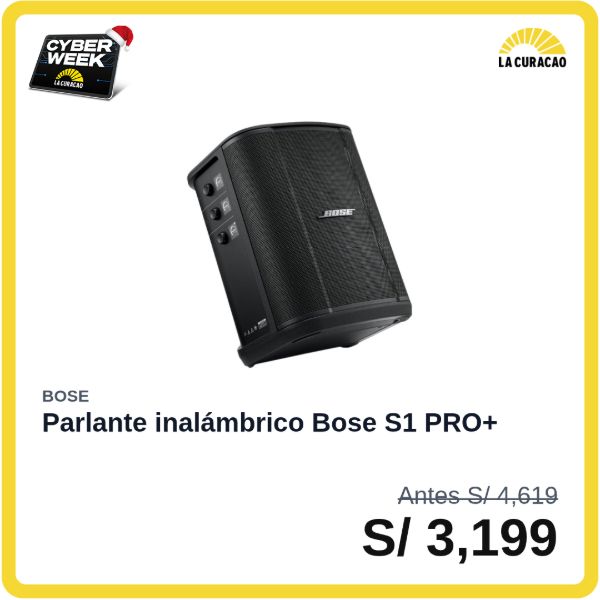 CYBER
WEEK
LA CURACAO
LA CURACAO
BOSE
BOSE
Parlante inalámbrico Bose S1 PRO+
Antes S/ 4,619
S/ 3,199